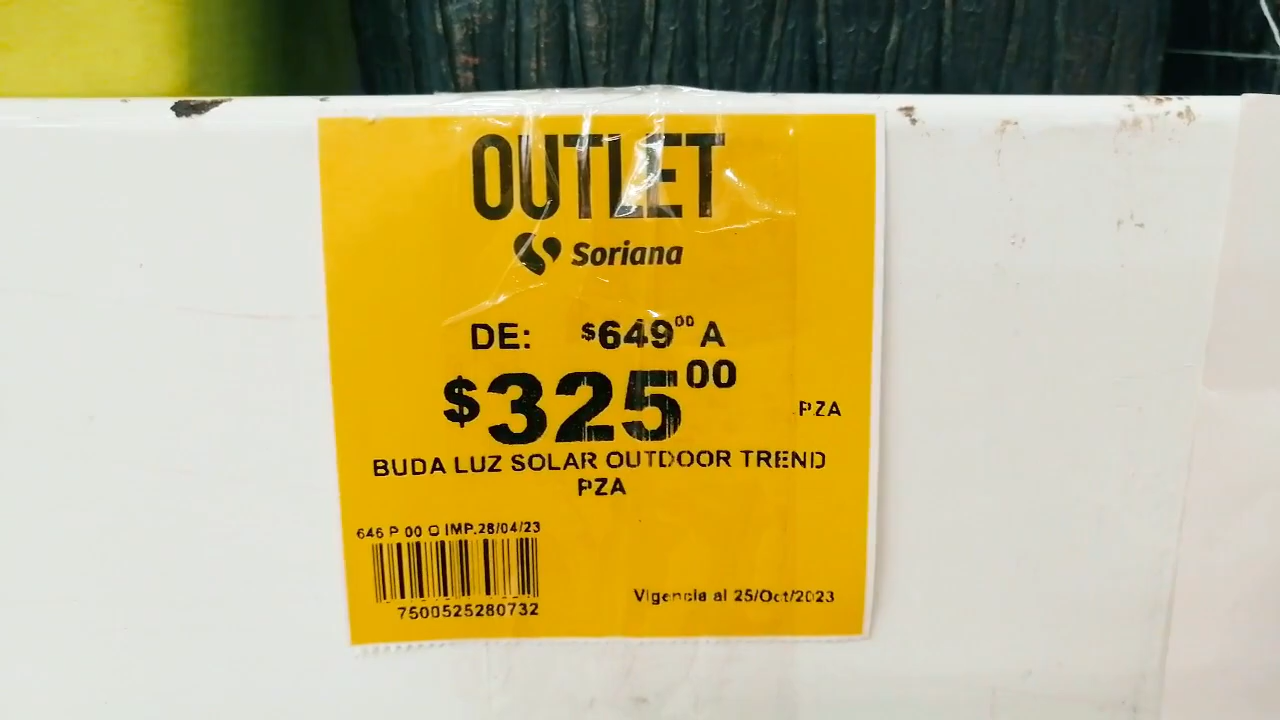 OUTLET
Soriana
DE: $649.00 A
$325.00 PZA
BUDA LUZ SOLAR OUTDOOR TREND
PZA
646 P 00 O IMP.28/04/23
7500525280732
Vigencia al 25/Oct/2023